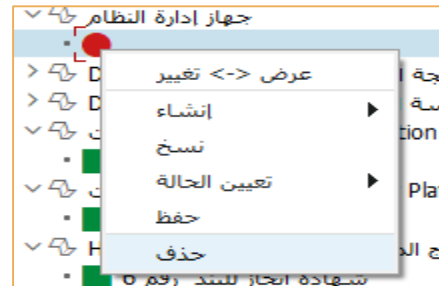 جهاز إدارة النظام
عرض <-> تغيير
إنشاء
نسخ
تعيين الحالة
حفظ
حذف
شهادة انجاز للبند رقم 6